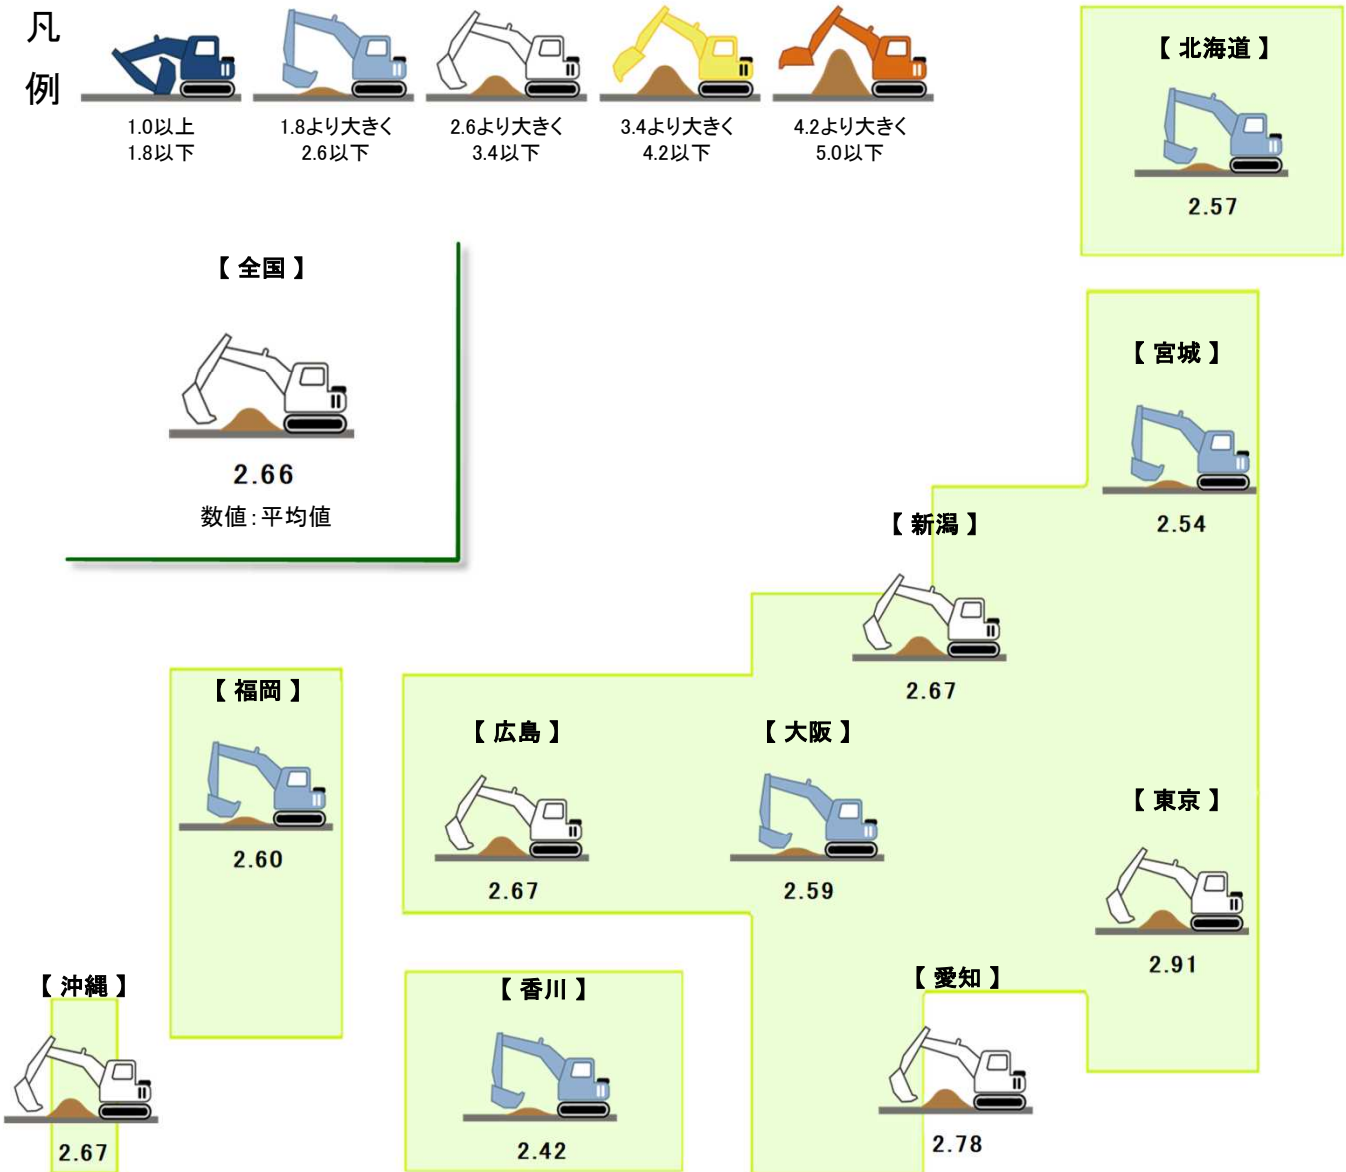 凡
例
1.0以上
1.8以下
1.8より大きく
2.6以下
2.6より大きく
3.4以下
3.4より大きく
4.2以下
4.2より大きく
5.0以下
【 北海道 】
2.57
【 全国 】
2.66
数値：平均値
【 宮城 】
2.54
【 新潟 】
2.67
【 福岡 】
2.60
【 広島 】
2.67
【 大阪 】
2.59
【 東京 】
2.91
【 沖縄 】
2.67
【 香川 】
2.42
【 愛知 】
2.78